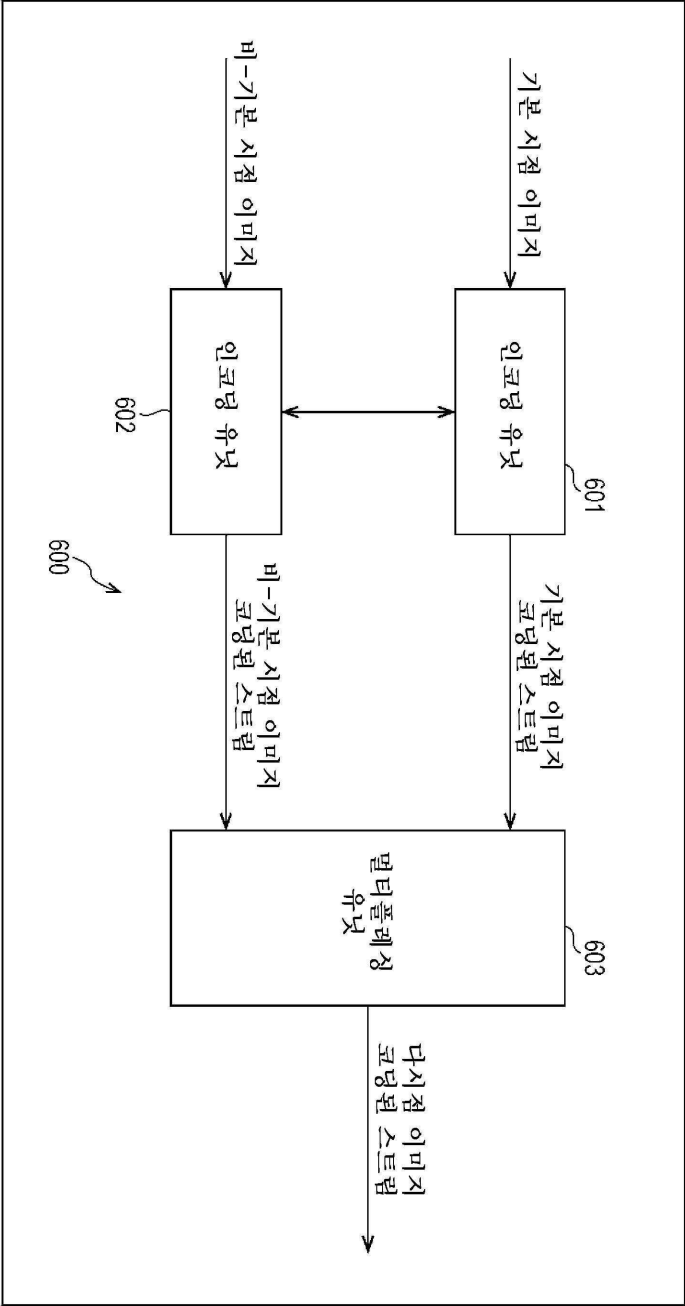 기본 시점 이미지
인코딩 유닛
601
기본 시점 이미지
코딩된 스트림
비-기본 시점 이미지
인코딩 유닛
602
비-기본 시점 이미지
코딩된 스트림
멀티플레싱
유닛
603
다시점 이미지
코딩된 스트림
600